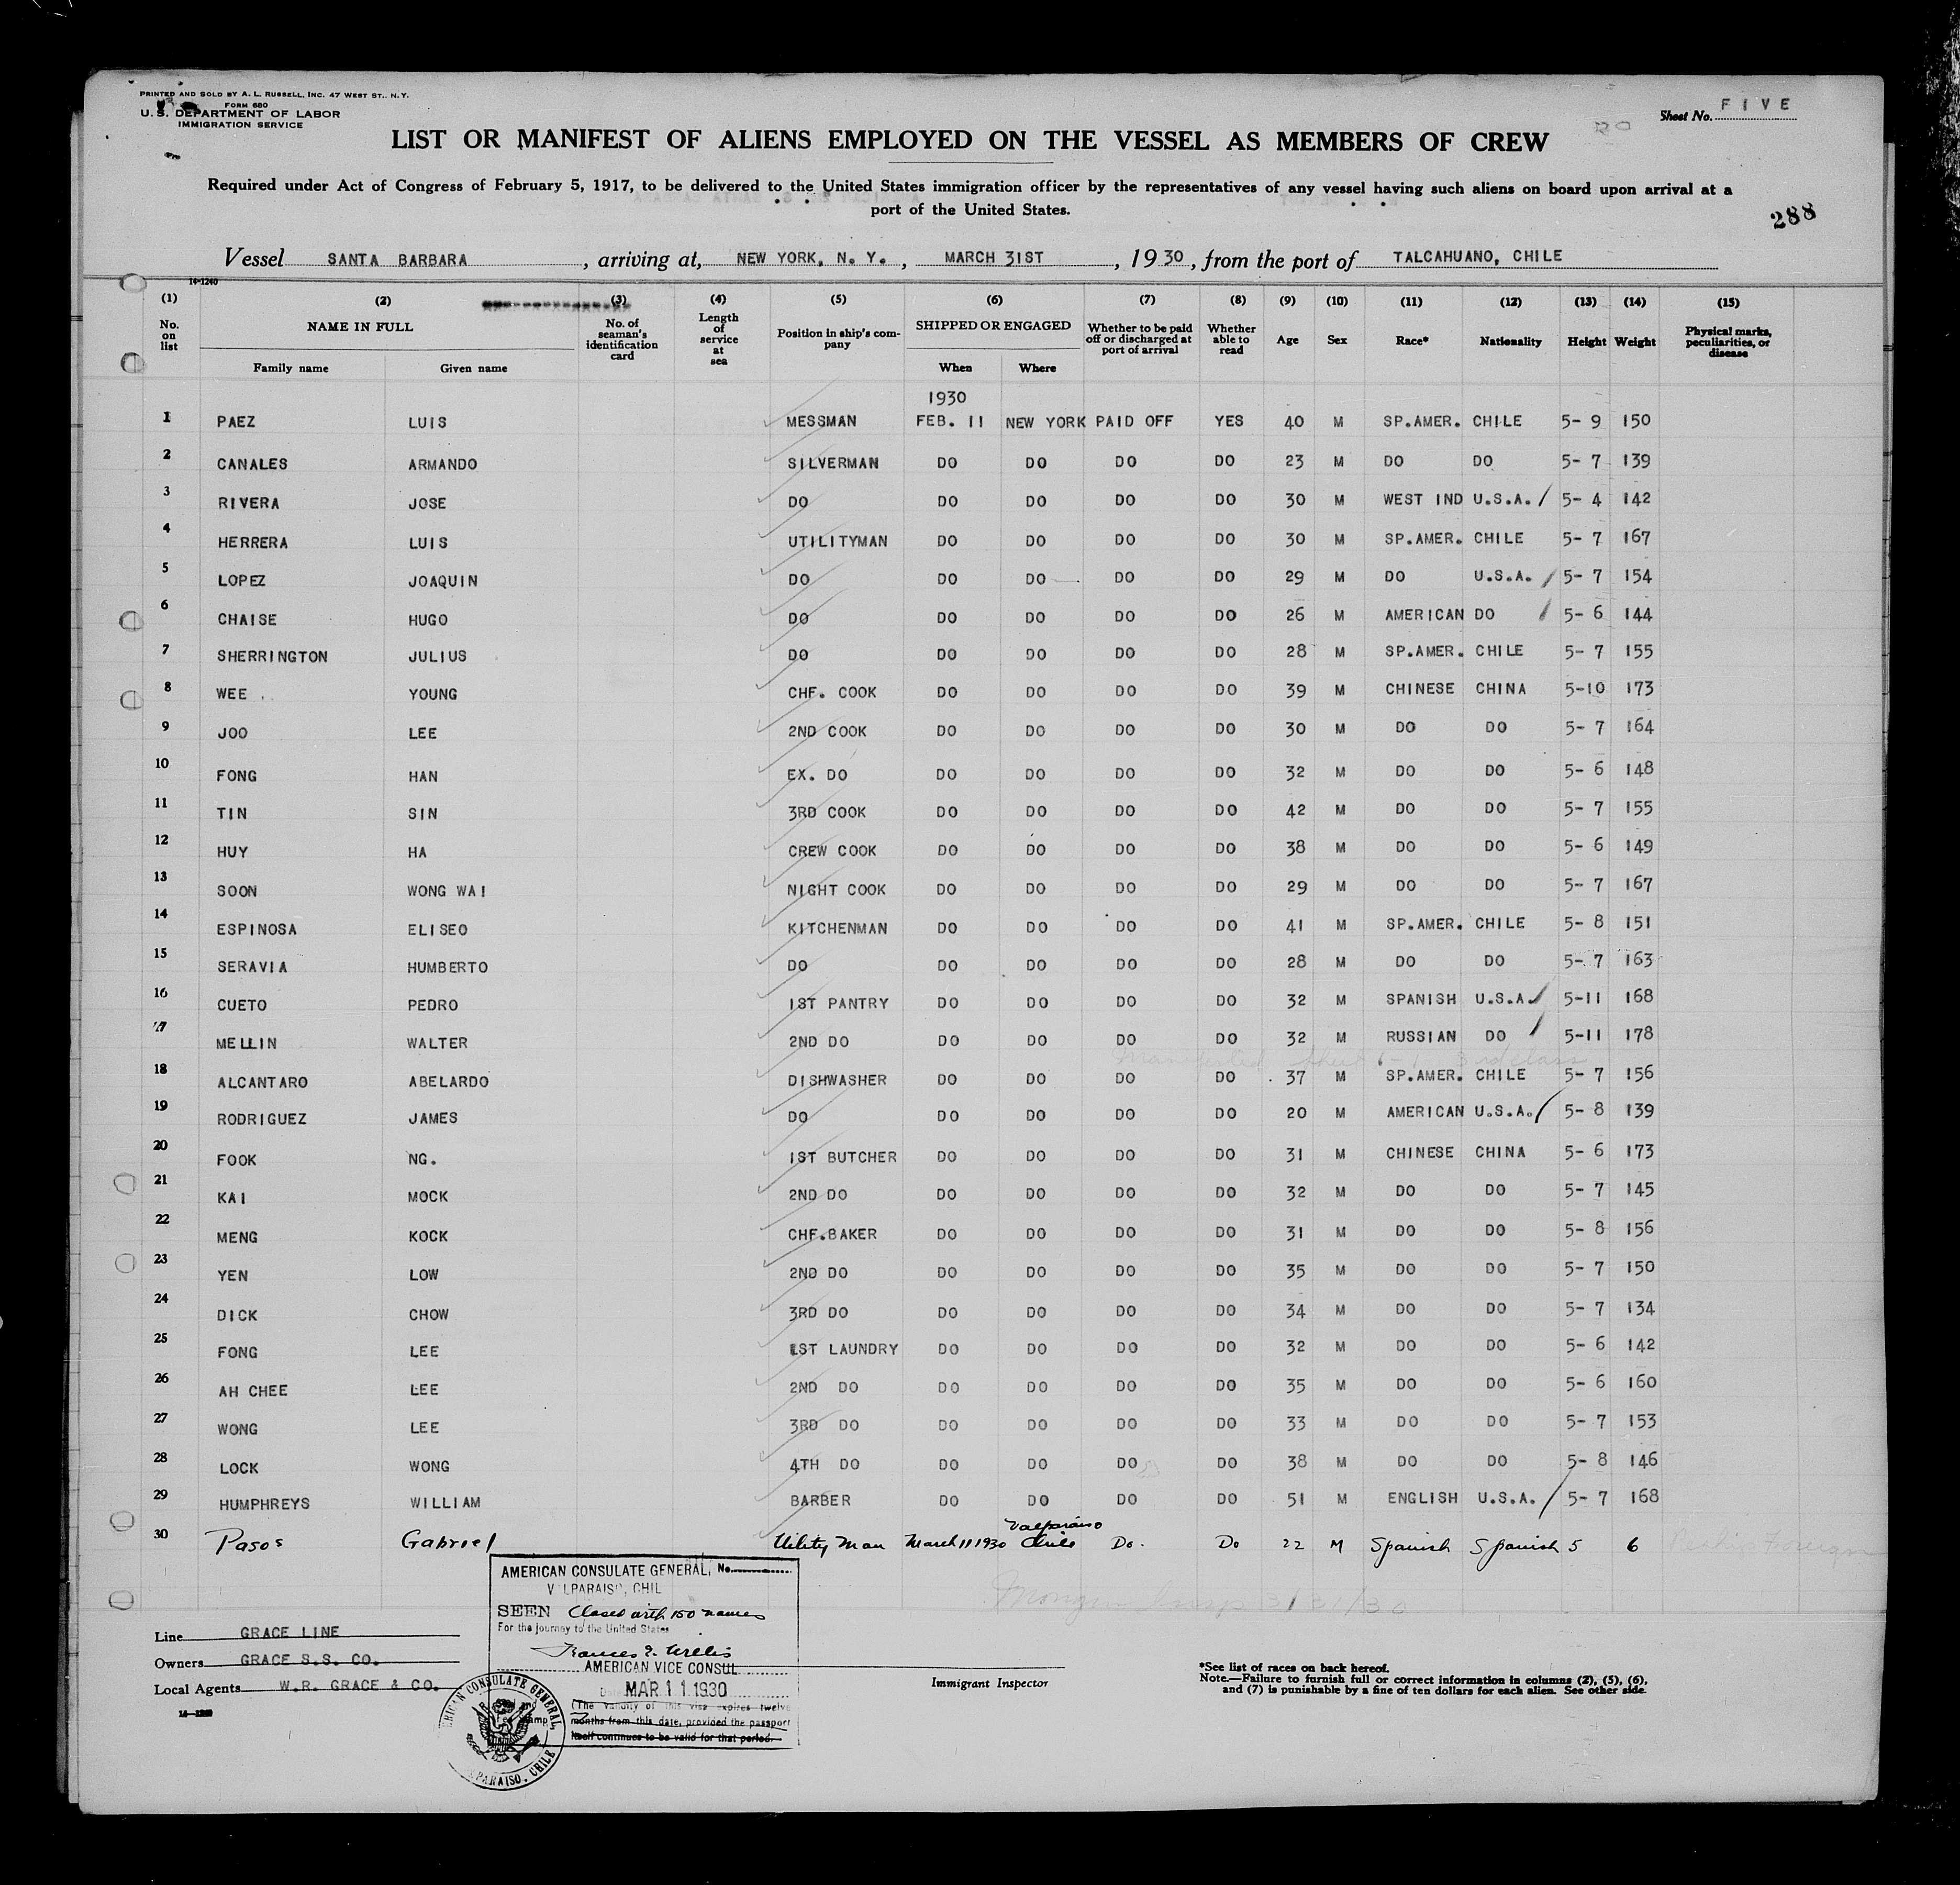 PRINTED AND SOLD BY A. L. RUSSELL, INC. 47 WEST ST., N. Y.
FORM 680
U. S. DEPARTMENT OF LABOR
IMMIGRATION SERVICE
Sheet No. FIVE
LIST OR MANIFEST OF ALIENS EMPLOYED ON THE VESSEL AS MEMBERS OF CREW
Required under Act of Congress of February 5, 1917, to be delivered to the United States immigration officer by the representatives of any vessel having such aliens on board upon arrival at a
port of the United States.
288
Vessel SANTA BARBARA, arriving at, NEW YORK, N. Y., MARCH 31ST, 1930, from the port of TALCAHUANO, CHILE
14-1240
(1) (2) (3) (4) (5) (6) (7) (8) (9) (10) (11) (12) (13) (14) (15)
No. on list NAME IN FULL No. of seaman's identification card Length of service at sea Position in ship's company SHIPPED OR ENGAGED Whether to be paid off or discharged at port of arrival Whether able to read Age Sex Race* Nationality Height Weight Physical marks, peculiarities, or disease
Family name Given name When Where
1930
1 PAEZ LUIS MESSMAN FEB. 11 NEW YORK PAID OFF YES 40 M SP.AMER. CHILE 5- 9 150
2 CANALES ARMANDO SILVERMAN DO DO DO DO 23 M DO DO 5- 7 139
3 RIVERA JOSE DO DO DO DO DO 30 M WEST IND U.S.A. 5- 4 142
4 HERRERA LUIS UTILITYMAN DO DO DO DO 30 M SP.AMER. CHILE 5- 7 167
5 LOPEZ JOAQUIN DO DO DO DO DO 29 M DO U.S.A. 5- 7 154
6 CHAISE HUGO DO DO DO DO DO 26 M AMERICAN DO 5- 6 144
7 SHERRINGTON JULIUS DO DO DO DO DO 28 M SP.AMER. CHILE 5- 7 155
8 WEE YOUNG CHF. COOK DO DO DO DO 39 M CHINESE CHINA 5-10 173
9 JOO LEE 2ND COOK DO DO DO DO 30 M DO DO 5- 7 164
10 FONG HAN EX. DO DO DO DO DO 32 M DO DO 5- 6 148
11 TIN SIN 3RD COOK DO DO DO DO 42 M DO DO 5- 7 155
12 HUY HA CREW COOK DO DO DO DO 38 M DO DO 5- 6 149
13 SOON WONG WAI NIGHT COOK DO DO DO DO 29 M DO DO 5- 7 167
14 ESPINOSA ELISEO KITCHENMAN DO DO DO DO 41 M SP.AMER. CHILE 5- 8 151
15 SERAVIA HUMBERTO DO DO DO DO DO 28 M DO DO 5- 7 163
16 CUETO PEDRO 1ST PANTRY DO DO DO DO 32 M SPANISH U.S.A. 5-11 168
17 MELLIN WALTER 2ND DO DO DO DO DO 32 M RUSSIAN DO 5-11 178
18 ALCANTARO ABELARDO DISHWASHER DO DO DO DO 37 M SP.AMER. CHILE 5- 7 156
19 RODRIGUEZ JAMES DO DO DO DO DO 20 M AMERICAN U.S.A. 5- 8 139
20 FOOK NG. 1ST BUTCHER DO DO DO DO 31 M CHINESE CHINA 5- 6 173
21 KAI MOCK 2ND DO DO DO DO DO 32 M DO DO 5- 7 145
22 MENG KOCK CHF.BAKER DO DO DO DO 31 M DO DO 5- 8 156
23 YEN LOW 2ND DO DO DO DO DO 35 M DO DO 5- 7 150
24 DICK CHOW 3RD DO DO DO DO DO 34 M DO DO 5- 7 134
25 FONG LEE 1ST LAUNDRY DO DO DO DO 32 M DO DO 5- 6 142
26 AH CHEE LEE 2ND DO DO DO DO DO 35 M DO DO 5- 6 160
27 WONG LEE 3RD DO DO DO DO DO 33 M DO DO 5- 7 153
28 LOCK WONG 4TH DO DO DO DO DO 38 M DO DO 5- 8 146
29 HUMPHREYS WILLIAM BARBER DO DO DO DO 51 M ENGLISH U.S.A. 5- 7 168
30 Pasos Gabriel Utility Man March 11 1930 Valparaiso Chile Do. Do 22 M Spanish Spanish 5 6
AMERICAN CONSULATE GENERAL, No.
VALPARAISO, CHIL
SEEN Closed with 150 names
For the journey to the United States
Frances E. Willis
AMERICAN VICE CONSUL
MAR 11 1930
(The validity of this visa expires twelve
months from this date, provided the passport
itself continues to be valid for that period.
Line GRACE LINE
Owners GRACE S.S. CO.
Local Agents W.R. GRACE & CO.
Immigrant Inspector
*See list of races on back hereof.
Note.—Failure to furnish full or correct information in columns (2), (5), (6),
and (7) is punishable by a fine of ten dollars for each alien. See other side.